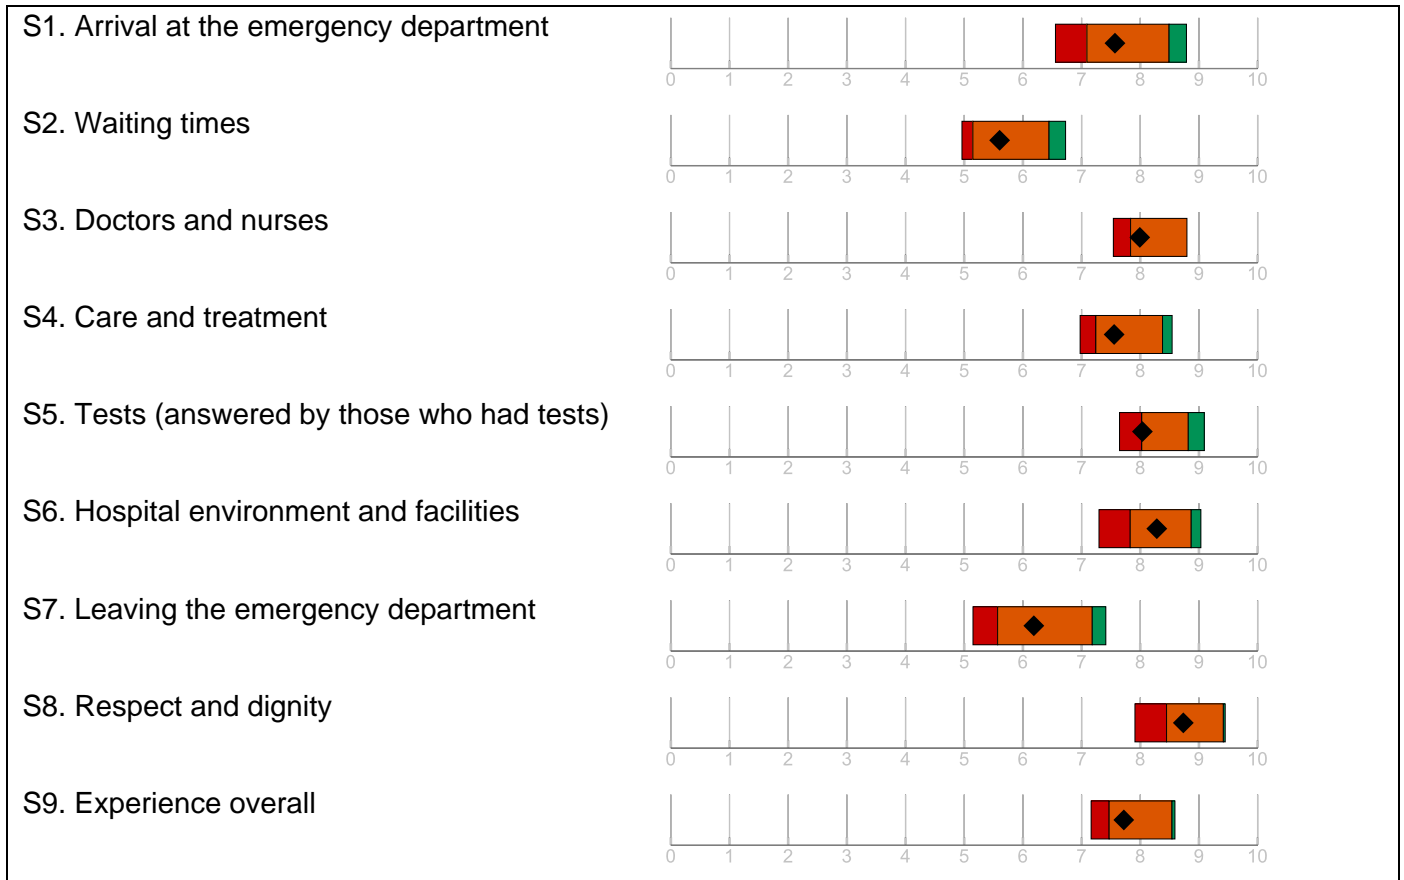 S1. Arrival at the emergency department
0 1 2 3 4 5 6 7 8 9 10
S2. Waiting times
0 1 2 3 4 5 6 7 8 9 10
S3. Doctors and nurses
0 1 2 3 4 5 6 7 8 9 10
S4. Care and treatment
0 1 2 3 4 5 6 7 8 9 10
S5. Tests (answered by those who had tests)
0 1 2 3 4 5 6 7 8 9 10
S6. Hospital environment and facilities
0 1 2 3 4 5 6 7 8 9 10
S7. Leaving the emergency department
0 1 2 3 4 5 6 7 8 9 10
S8. Respect and dignity
0 1 2 3 4 5 6 7 8 9 10
S9. Experience overall
0 1 2 3 4 5 6 7 8 9 10